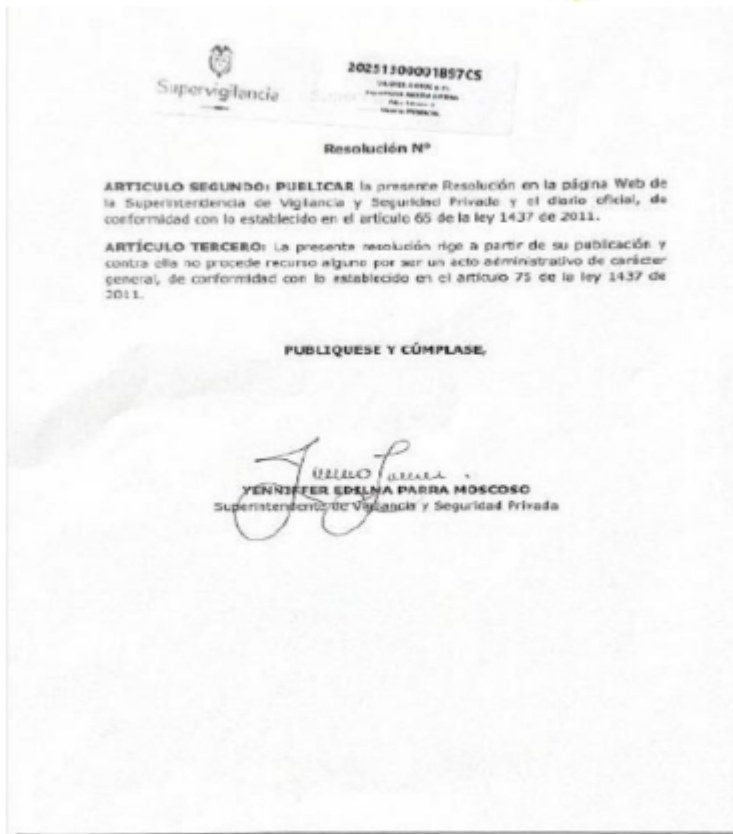 Supervigilancia
20251300001857CS
Resolución N°
ARTICULO SEGUNDO: PUBLICAR la presente Resolución en la página Web de
la Superintendencia de Vigilancia y Seguridad Privada y el diario oficial, de
conformidad con lo establecido en el artículo 65 de la ley 1437 de 2011.
ARTÍCULO TERCERO: La presente resolución rige a partir de su publicación y
contra ella no procede recurso alguno por ser un acto administrativo de carácter
general, de conformidad con lo establecido en el artículo 75 de la ley 1437 de
2011.
PUBLIQUESE Y CÚMPLASE,
YENNIFFER EDILMA PARRA MOSCOSO
Superintendente de Vigilancia y Seguridad Privada